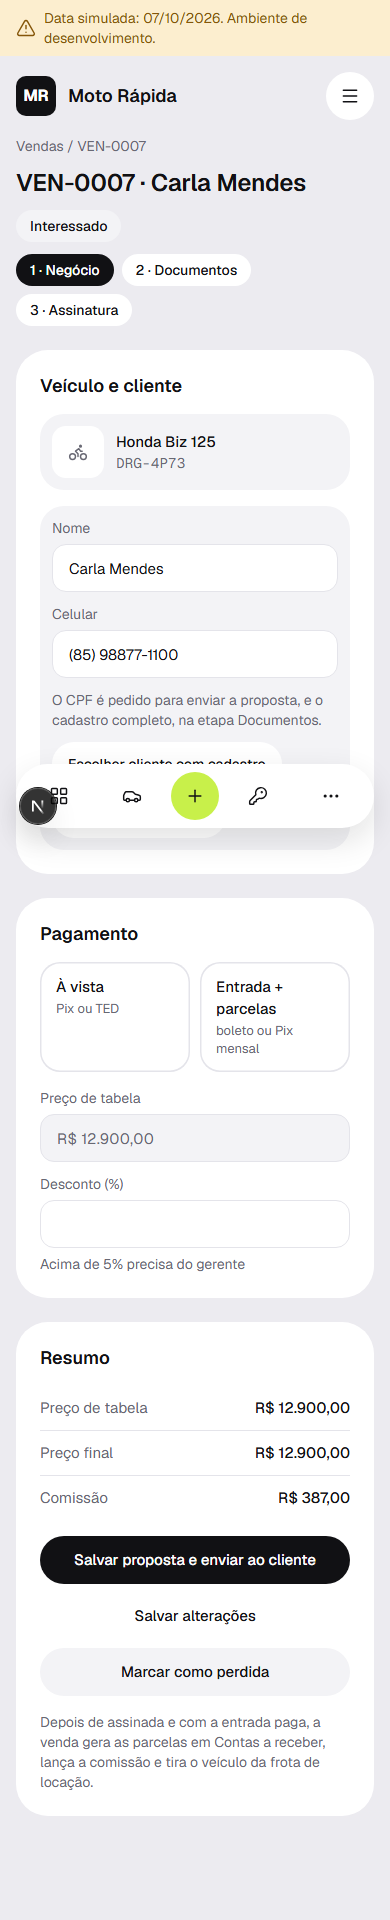 Data simulada: 07/10/2026. Ambiente de
desenvolvimento.
MR
Moto Rápida
Vendas / VEN-0007
VEN-0007 · Carla Mendes
Interessado
1 · Negócio
2 · Documentos
3 · Assinatura
Veículo e cliente
Honda Biz 125
DRG-4P73
Nome
Carla Mendes
Celular
(85) 98877-1100
O CPF é pedido para enviar a proposta, e o
cadastro completo, na etapa Documentos.
Escolher cliente com cadastro
N
Pagamento
À vista
Pix ou TED
Entrada +
parcelas
boleto ou Pix
mensal
Preço de tabela
R$ 12.900,00
Desconto (%)
Acima de 5% precisa do gerente
Resumo
Preço de tabela
R$ 12.900,00
Preço final
R$ 12.900,00
Comissão
R$ 387,00
Salvar proposta e enviar ao cliente
Salvar alterações
Marcar como perdida
Depois de assinada e com a entrada paga, a
venda gera as parcelas em Contas a receber,
lança a comissão e tira o veículo da frota de
locação.